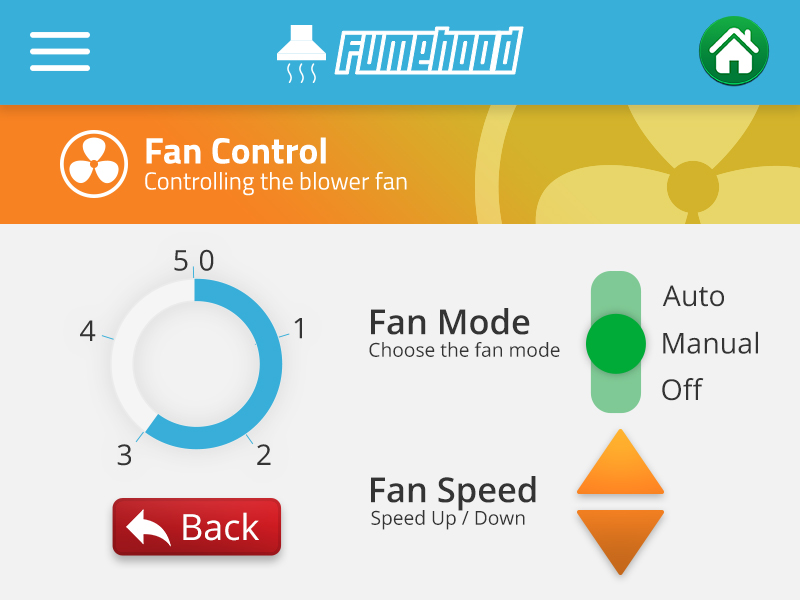 Fumehood
Fan Control
Controlling the blower fan
5 0
4
1
3
2
Back
Fan Mode
Choose the fan mode
Auto
Manual
Off
Fan Speed
Speed Up / Down